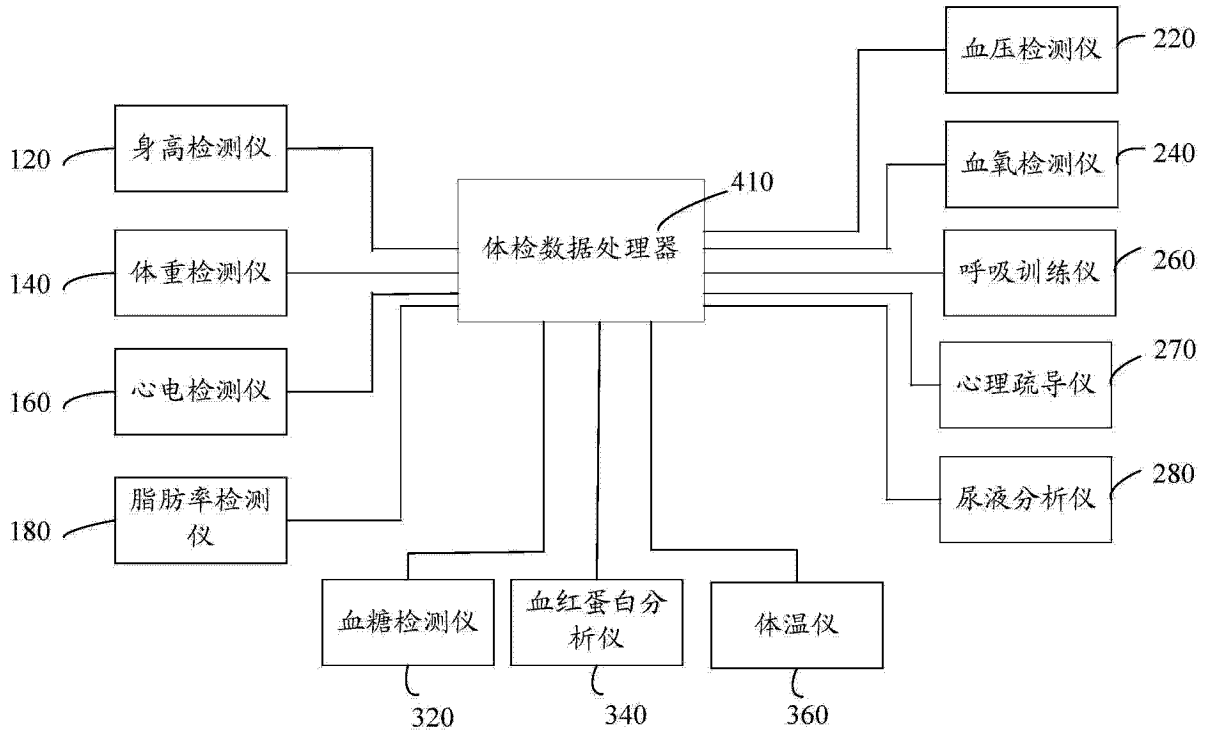 血压检测仪
220
身高检测仪
120
血氧检测仪
240
410
体检数据处理器
体重检测仪
140
呼吸训练仪
260
心电检测仪
160
心理疏导仪
270
脂肪率检测
仪
180
尿液分析仪
280
血糖检测仪
320
血红蛋白分
析仪
340
体温仪
360